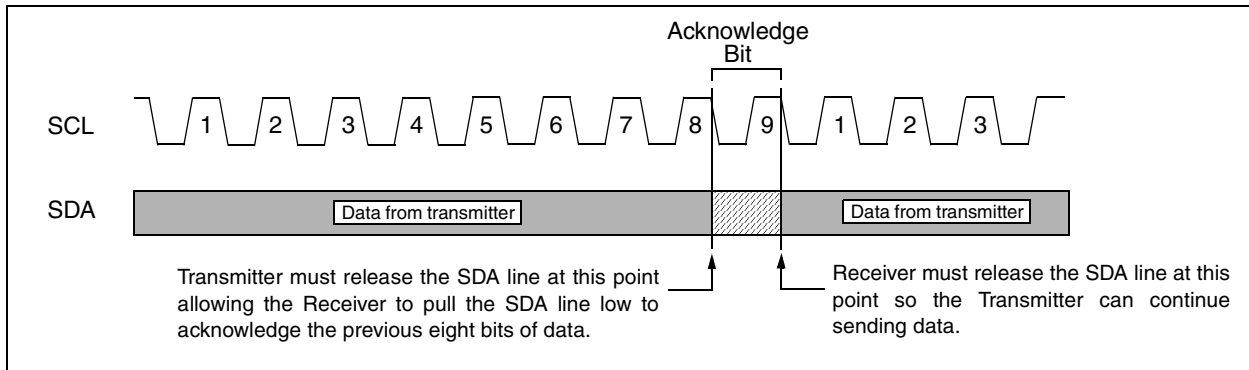 Acknowledge
Bit
SCL
1 2 3 4 5 6 7 8 9 1 2 3
SDA
Data from transmitter
Data from transmitter
Transmitter must release the SDA line at this point
allowing the Receiver to pull the SDA line low to
acknowledge the previous eight bits of data.
Receiver must release the SDA line at this
point so the Transmitter can continue
sending data.